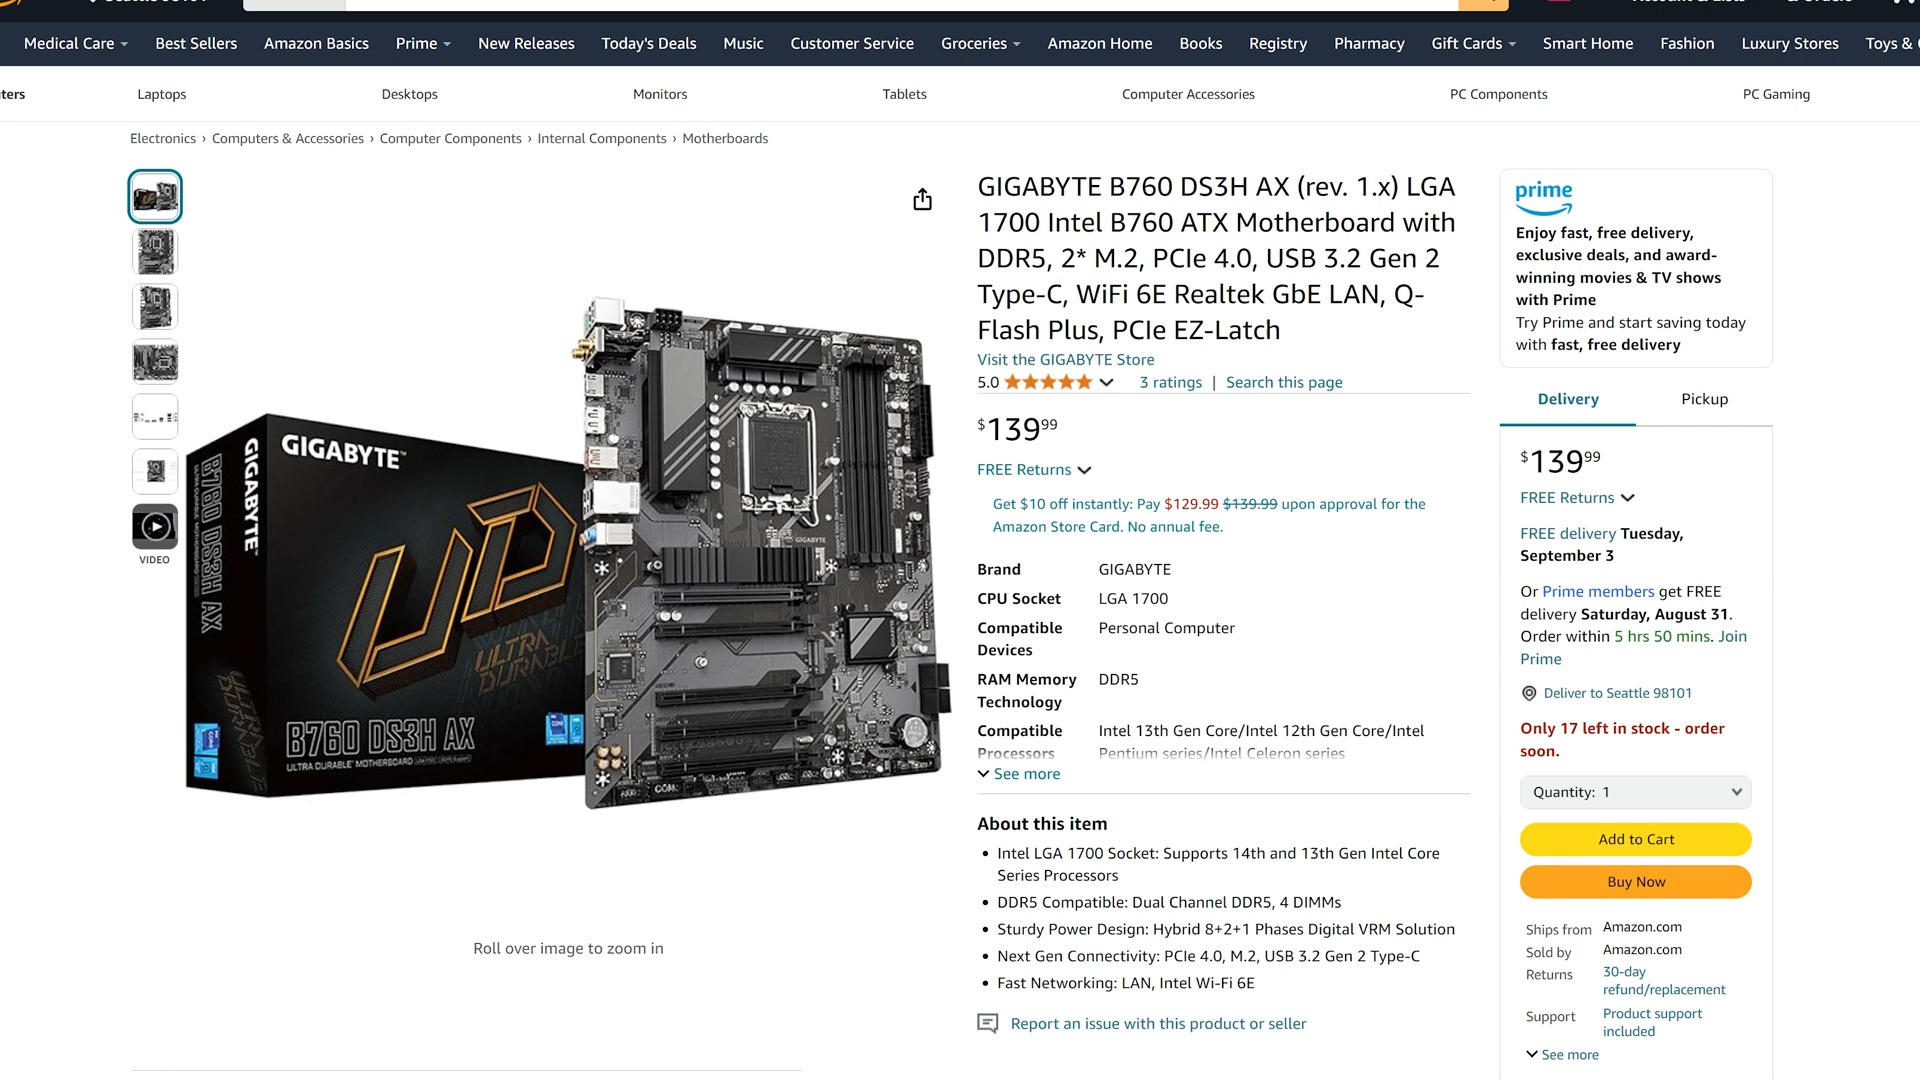 Medical Care
Best Sellers
Amazon Basics
Prime
New Releases
Today's Deals
Music
Customer Service
Groceries
Amazon Home
Books
Registry
Pharmacy
Gift Cards
Smart Home
Fashion
Luxury Stores
Toys &
ters
Laptops
Desktops
Monitors
Tablets
Computer Accessories
PC Components
PC Gaming
Electronics › Computers & Accessories › Computer Components › Internal Components › Motherboards
VIDEO
GIGABYTE™
GIGABYTE™
B760 DS3H AX
ULTRA DURABLE
B760 DS3H AX
ULTRA DURABLE™ MOTHERBOARD
GIGABYTE
Roll over image to zoom in
GIGABYTE B760 DS3H AX (rev. 1.x) LGA
1700 Intel B760 ATX Motherboard with
DDR5, 2* M.2, PCIe 4.0, USB 3.2 Gen 2
Type-C, WiFi 6E Realtek GbE LAN, Q-
Flash Plus, PCIe EZ-Latch
Visit the GIGABYTE Store
5.0 3 ratings | Search this page
$139⁹⁹
FREE Returns
Get $10 off instantly: Pay $129.99 $139.99 upon approval for the
Amazon Store Card. No annual fee.
Brand GIGABYTE
CPU Socket LGA 1700
Compatible Personal Computer
Devices
RAM Memory DDR5
Technology
Compatible Intel 13th Gen Core/Intel 12th Gen Core/Intel
Processors Pentium series/Intel Celeron series
See more
About this item
• Intel LGA 1700 Socket: Supports 14th and 13th Gen Intel Core
Series Processors
• DDR5 Compatible: Dual Channel DDR5, 4 DIMMs
• Sturdy Power Design: Hybrid 8+2+1 Phases Digital VRM Solution
• Next Gen Connectivity: PCIe 4.0, M.2, USB 3.2 Gen 2 Type-C
• Fast Networking: LAN, Intel Wi-Fi 6E
Report an issue with this product or seller
prime
Enjoy fast, free delivery,
exclusive deals, and award-
winning movies & TV shows
with Prime
Try Prime and start saving today
with fast, free delivery
Delivery
Pickup
$139⁹⁹
FREE Returns
FREE delivery Tuesday,
September 3
Or Prime members get FREE
delivery Saturday, August 31.
Order within 5 hrs 50 mins. Join
Prime
Deliver to Seattle 98101
Only 17 left in stock - order
soon.
Quantity: 1
Add to Cart
Buy Now
Ships from Amazon.com
Sold by Amazon.com
Returns 30-day
refund/replacement
Support Product support
included
See more